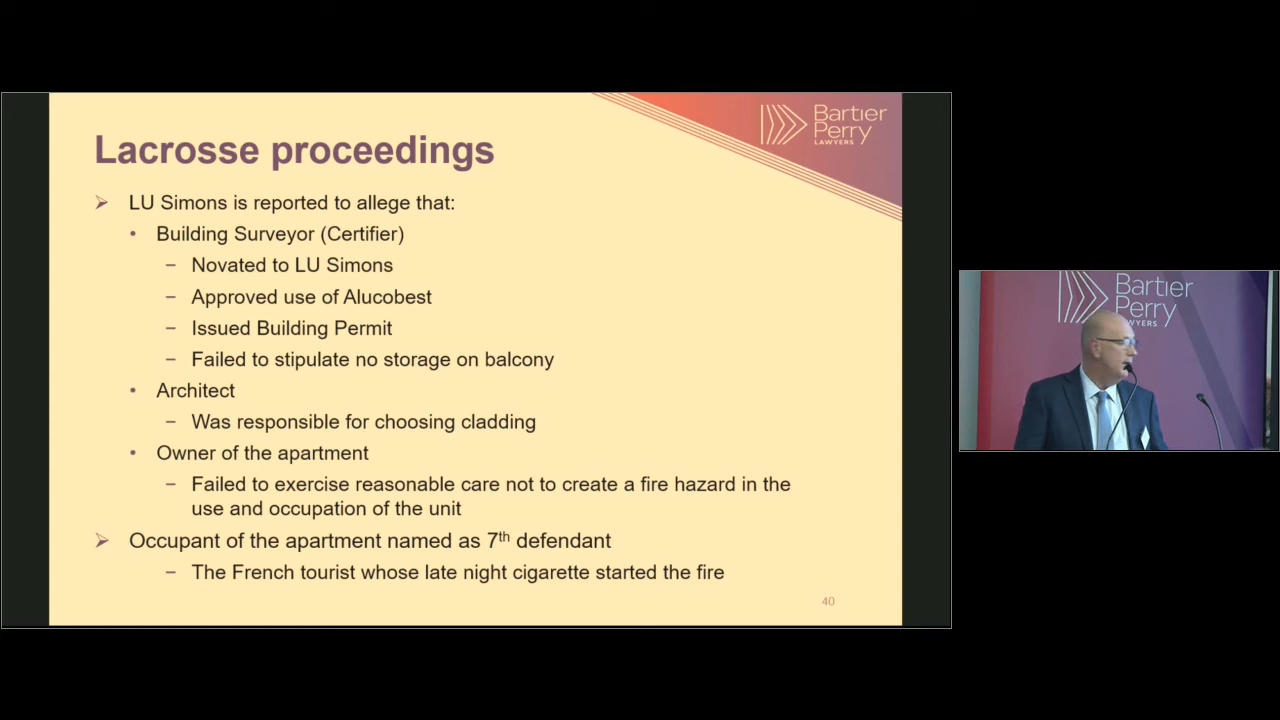 Bartier
Perry
LAWYERS
Lacrosse proceedings
➢ LU Simons is reported to allege that:
• Building Surveyor (Certifier)
− Novated to LU Simons
− Approved use of Alucobest
− Issued Building Permit
− Failed to stipulate no storage on balcony
• Architect
− Was responsible for choosing cladding
• Owner of the apartment
− Failed to exercise reasonable care not to create a fire hazard in the
use and occupation of the unit
➢ Occupant of the apartment named as 7th defendant
− The French tourist whose late night cigarette started the fire
40
Bartier
Perry
WYERS